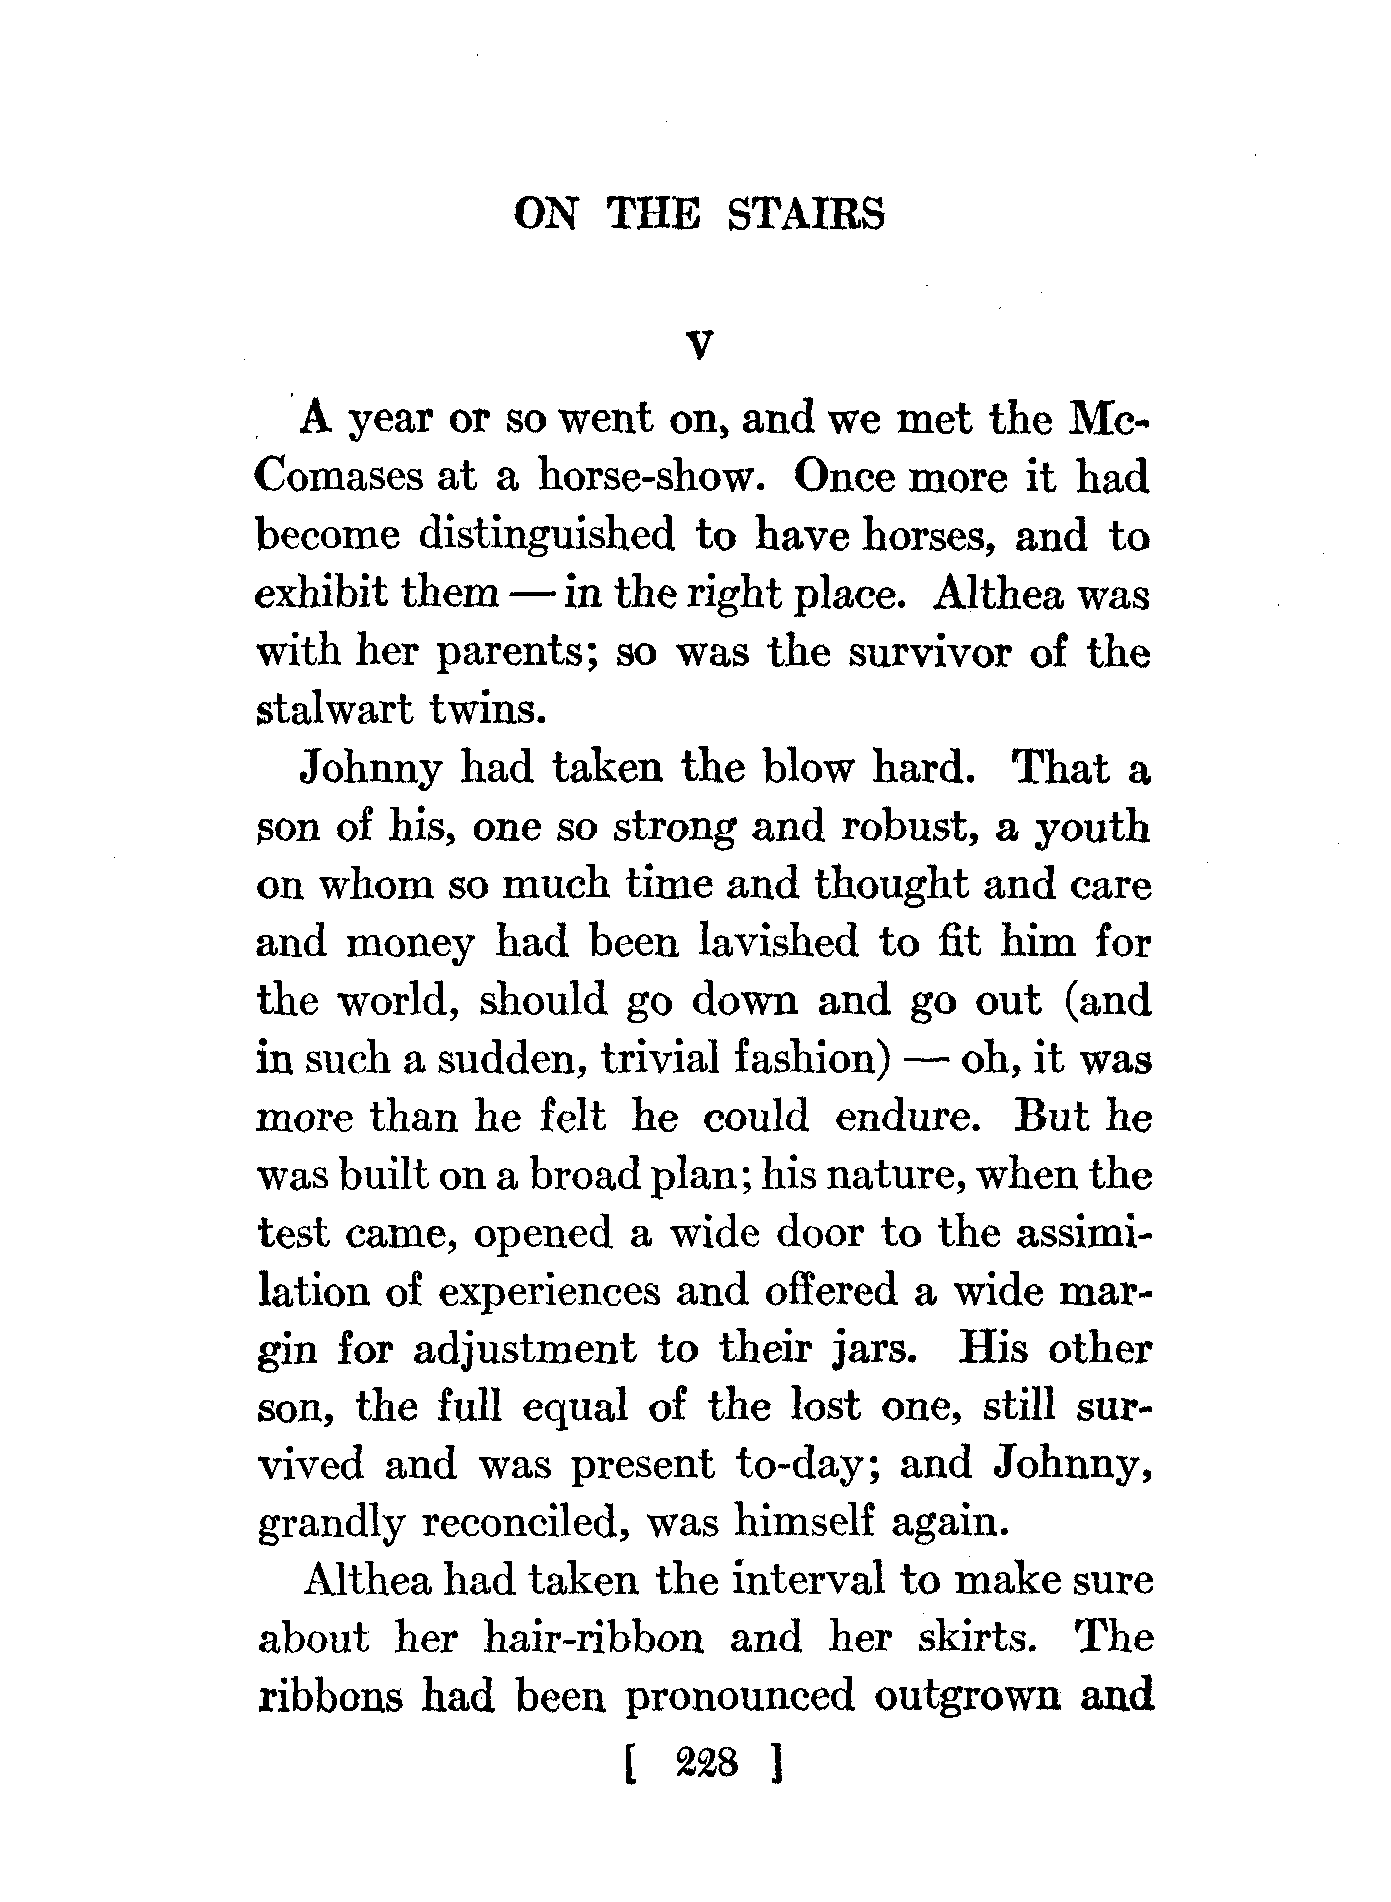 ON THE STAIRS
V
A year or so went on, and we met the Mc-
Comases at a horse-show. Once more it had
become distinguished to have horses, and to
exhibit them — in the right place. Althea was
with her parents; so was the survivor of the
stalwart twins.
Johnny had taken the blow hard. That a
son of his, one so strong and robust, a youth
on whom so much time and thought and care
and money had been lavished to fit him for
the world, should go down and go out (and
in such a sudden, trivial fashion) — oh, it was
more than he felt he could endure. But he
was built on a broad plan; his nature, when the
test came, opened a wide door to the assimi-
lation of experiences and offered a wide mar-
gin for adjustment to their jars. His other
son, the full equal of the lost one, still sur-
vived and was present to-day; and Johnny,
grandly reconciled, was himself again.
Althea had taken the interval to make sure
about her hair-ribbon and her skirts. The
ribbons had been pronounced outgrown and
[ 228 ]